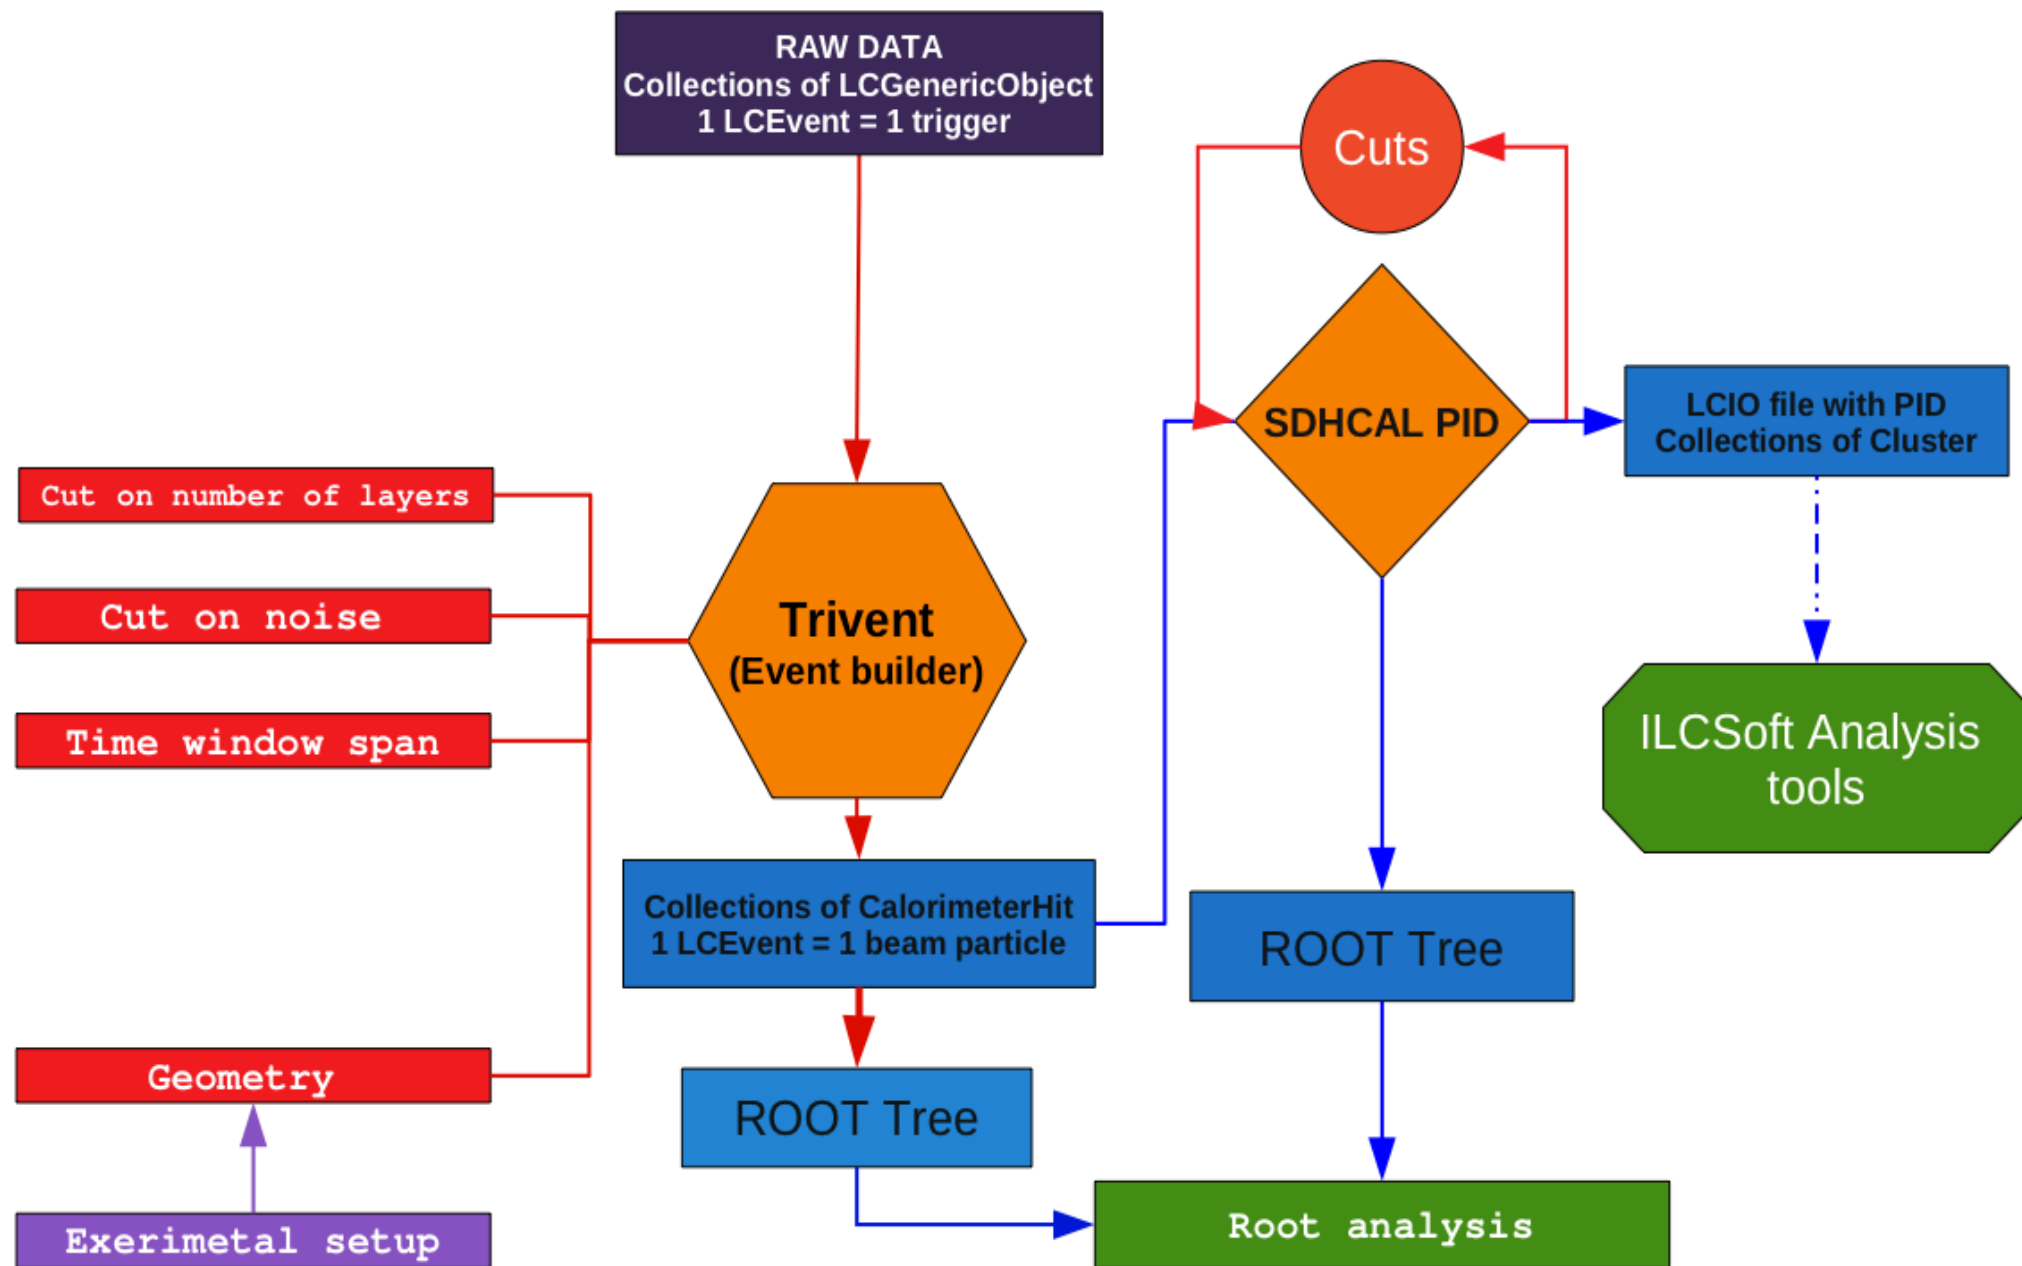 RAW DATA
Collections of LCGenericObject
1 LCEvent = 1 trigger
Cuts
SDHCAL PID
LCIO file with PID
Collections of Cluster
Cut on number of layers
Cut on noise
Time window span
Trivent
(Event builder)
ILCSoft Analysis
tools
Collections of CalorimeterHit
1 LCEvent = 1 beam particle
ROOT Tree
Geometry
ROOT Tree
Exerimetal setup
Root analysis